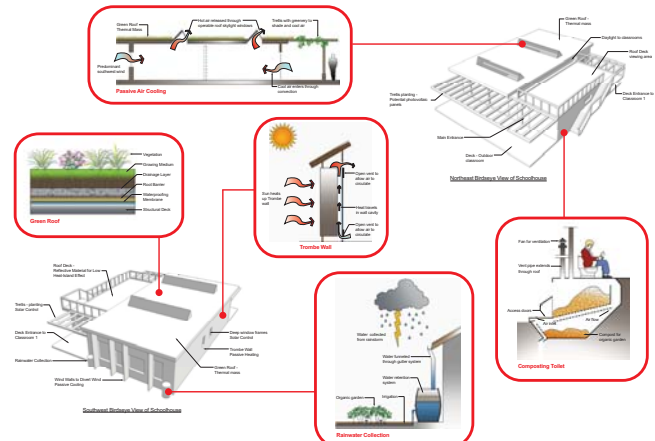 Green Roof
Thermal Mass
Hot air released through
operable roof skylight windows
Trellis with greenery to
shade and cool air
Predominant
southwest wind
Cool air enters through
convection
Passive Air Cooling
Green Roof -
Thermal mass
Daylight to classrooms
Roof Deck
viewing area
Deck Entrance to
Classroom 1
Trellis planting -
Potential photovoltaic
panels
Main Entrance
Deck - Outdoor
classroom
Northeast Birdseye View of Schoolhouse
Vegetation
Growing Medium
Drainage Layer
Root Barrier
Waterproofing
Membrane
Structural Deck
Green Roof
Sun heats
up Trombe
wall
Open vent to
allow air to
circulate
Heat travels
in wall cavity
Open vent to
allow air to
circulate
Trombe Wall
Fan for ventilation
Vent pipe extends
through roof
Access doors
Air inlet
Air flow
Compost for
organic garden
Composting Toilet
Roof Deck -
Reflective Material for Low
Heat-Island Effect
Trellis - planting
Solar Control
Deck Entrance to
Classroom 1
Rainwater Collection
Wind Walls to Divert Wind
Passive Cooling
Deep window frames
Solar Control
Trombe Wall
Passive Heating
Green Roof -
Thermal mass
Southwest Birdseye View of Schoolhouse
Water collected
from rainstorm
Water funneled
through gutter system
Water retention
system
Organic garden
Irrigation
Rainwater Collection